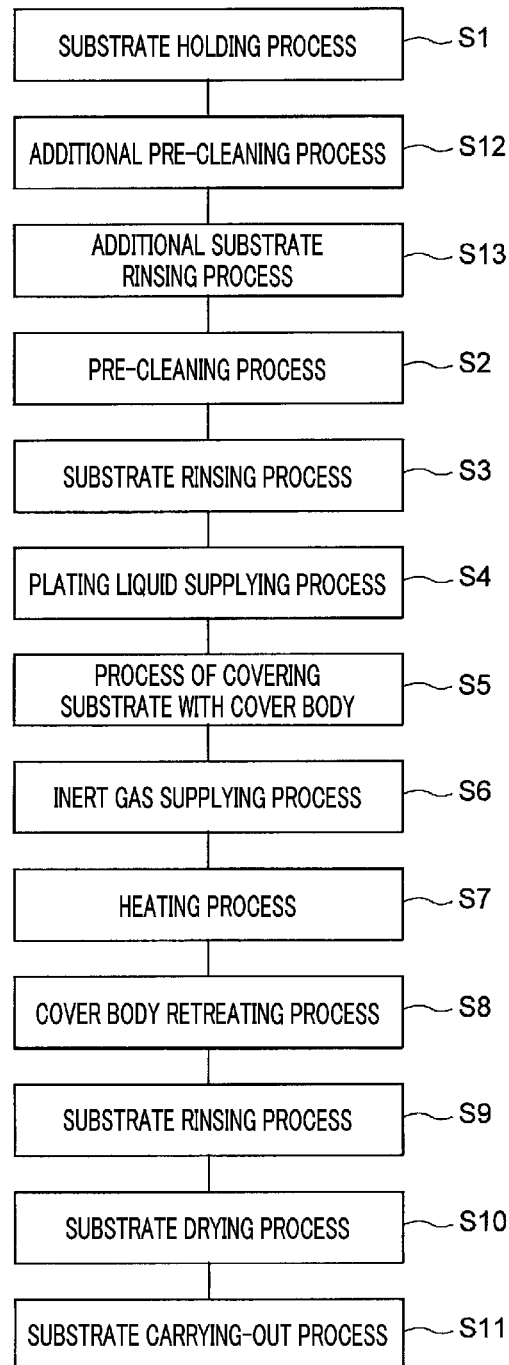 SUBSTRATE HOLDING PROCESS
S1
ADDITIONAL PRE-CLEANING PROCESS
S12
ADDITIONAL SUBSTRATE
RINSING PROCESS
S13
PRE-CLEANING PROCESS
S2
SUBSTRATE RINSING PROCESS
S3
PLATING LIQUID SUPPLYING PROCESS
S4
PROCESS OF COVERING
SUBSTRATE WITH COVER BODY
S5
INERT GAS SUPPLYING PROCESS
S6
HEATING PROCESS
S7
COVER BODY RETREATING PROCESS
S8
SUBSTRATE RINSING PROCESS
S9
SUBSTRATE DRYING PROCESS
S10
SUBSTRATE CARRYING-OUT PROCESS
S11